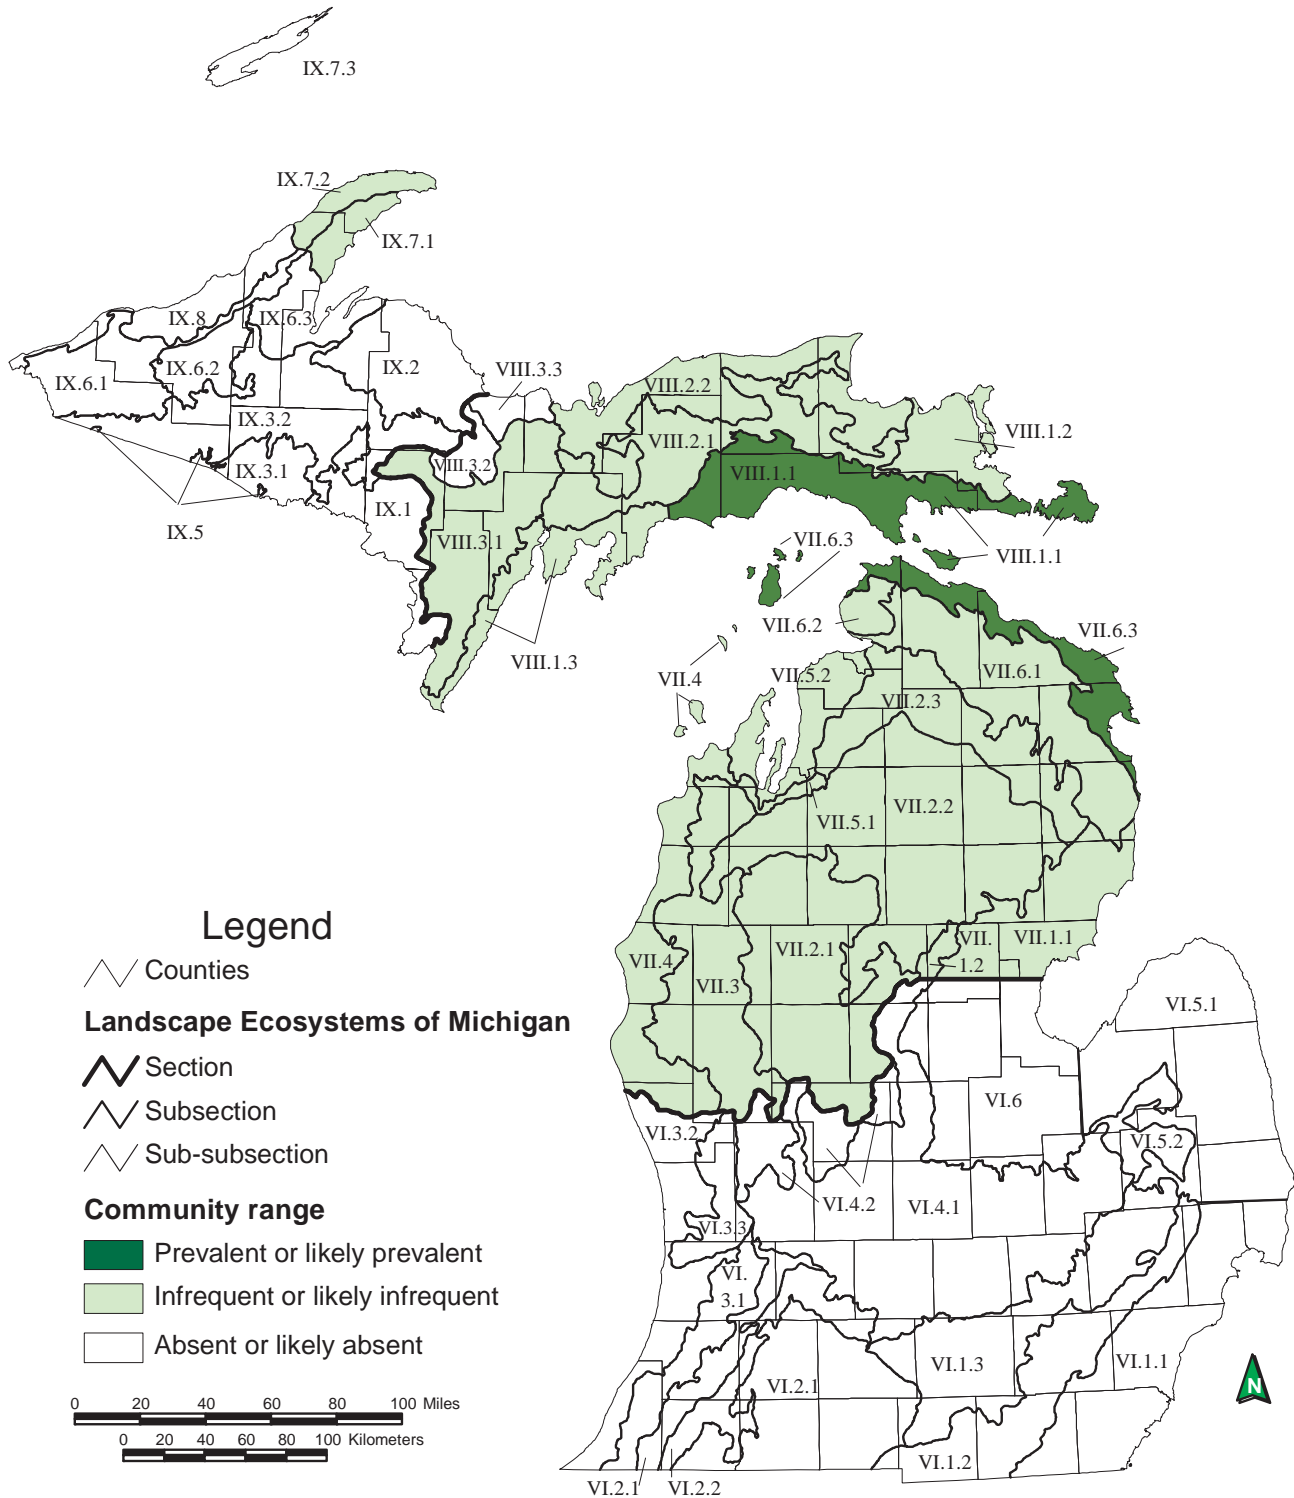 IX.7.3
IX.7.2
IX.7.1
IX.8
IX.6.3
IX.6.2
IX.6.1
IX.2
VIII.3.3
VIII.2.2
IX.3.2
VIII.2.1
VIII.1.2
IX.3.1
VIII.3.2
VIII.1.1
IX.1
IX.5
VIII.3.1
VII.6.3
VIII.1.1
VII.6.2
VII.6.3
VIII.1.3
VII.4
VII.5.2
VII.6.1
VII.2.3
VII.5.1
VII.2.2
Legend
Counties
Landscape Ecosystems of Michigan
Section
Subsection
Sub-subsection
Community range
Prevalent or likely prevalent
Infrequent or likely infrequent
Absent or likely absent
0 20 40 60 80 100 Miles
0 20 40 60 80 100 Kilometers
VII.4
VII.3
VII.2.1
VII.
1.2
VII.1.1
VI.5.1
VI.6
VI.3.2
VI.5.2
VI.4.2
VI.4.1
VI.3.3
VI.
3.1
VI.1.3
VI.1.1
VI.2.1
N
VI.1.2
VI.2.1
VI.2.2